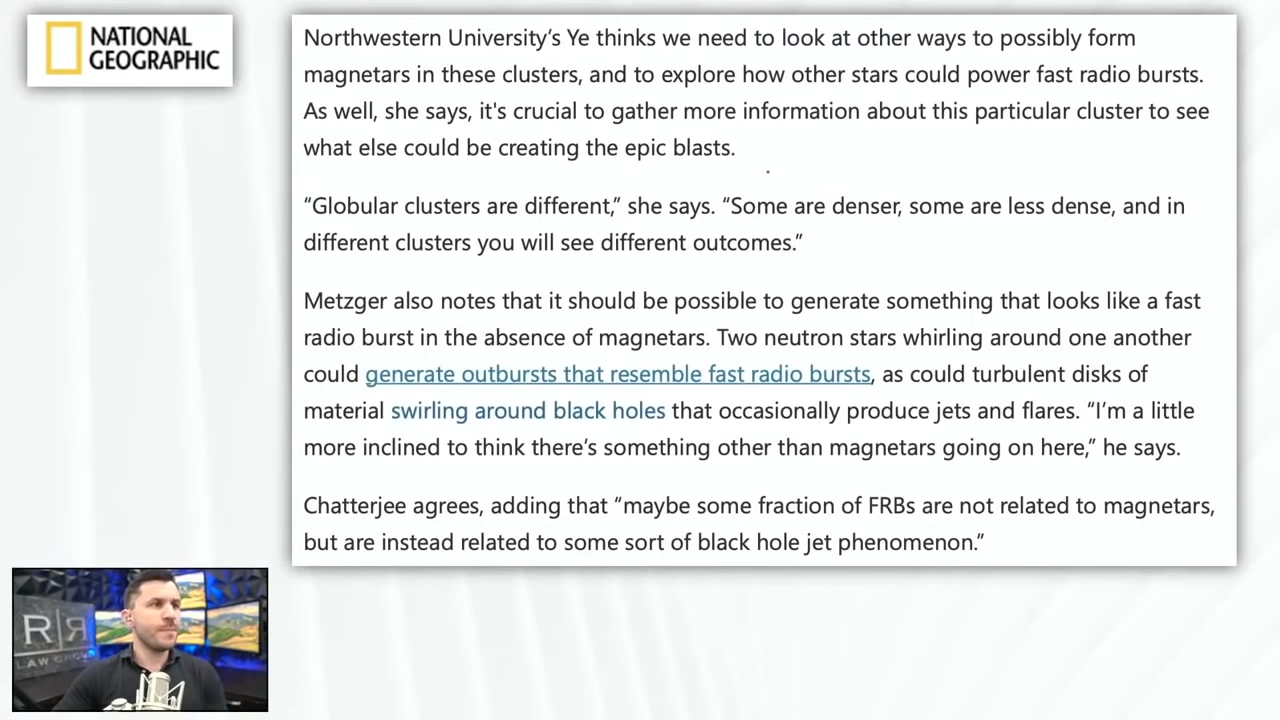 NATIONAL
GEOGRAPHIC
Northwestern University’s Ye thinks we need to look at other ways to possibly form
magnetars in these clusters, and to explore how other stars could power fast radio bursts.
As well, she says, it's crucial to gather more information about this particular cluster to see
what else could be creating the epic blasts.
“Globular clusters are different,” she says. “Some are denser, some are less dense, and in
different clusters you will see different outcomes.”
Metzger also notes that it should be possible to generate something that looks like a fast
radio burst in the absence of magnetars. Two neutron stars whirling around one another
could generate outbursts that resemble fast radio bursts, as could turbulent disks of
material swirling around black holes that occasionally produce jets and flares. “I’m a little
more inclined to think there’s something other than magnetars going on here,” he says.
Chatterjee agrees, adding that “maybe some fraction of FRBs are not related to magnetars,
but are instead related to some sort of black hole jet phenomenon.”
R|Я
LAW GROUP